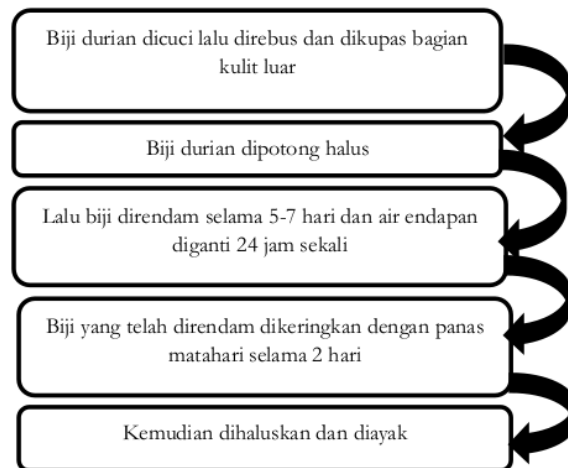 Biji durian dicuci lalu direbus dan dikupas bagian
kulit luar
Biji durian dipotong halus
Lalu biji direndam selama 5-7 hari dan air endapan
diganti 24 jam sekali
Biji yang telah direndam dikeringkan dengan panas
matahari selama 2 hari
Kemudian dihaluskan dan diayak